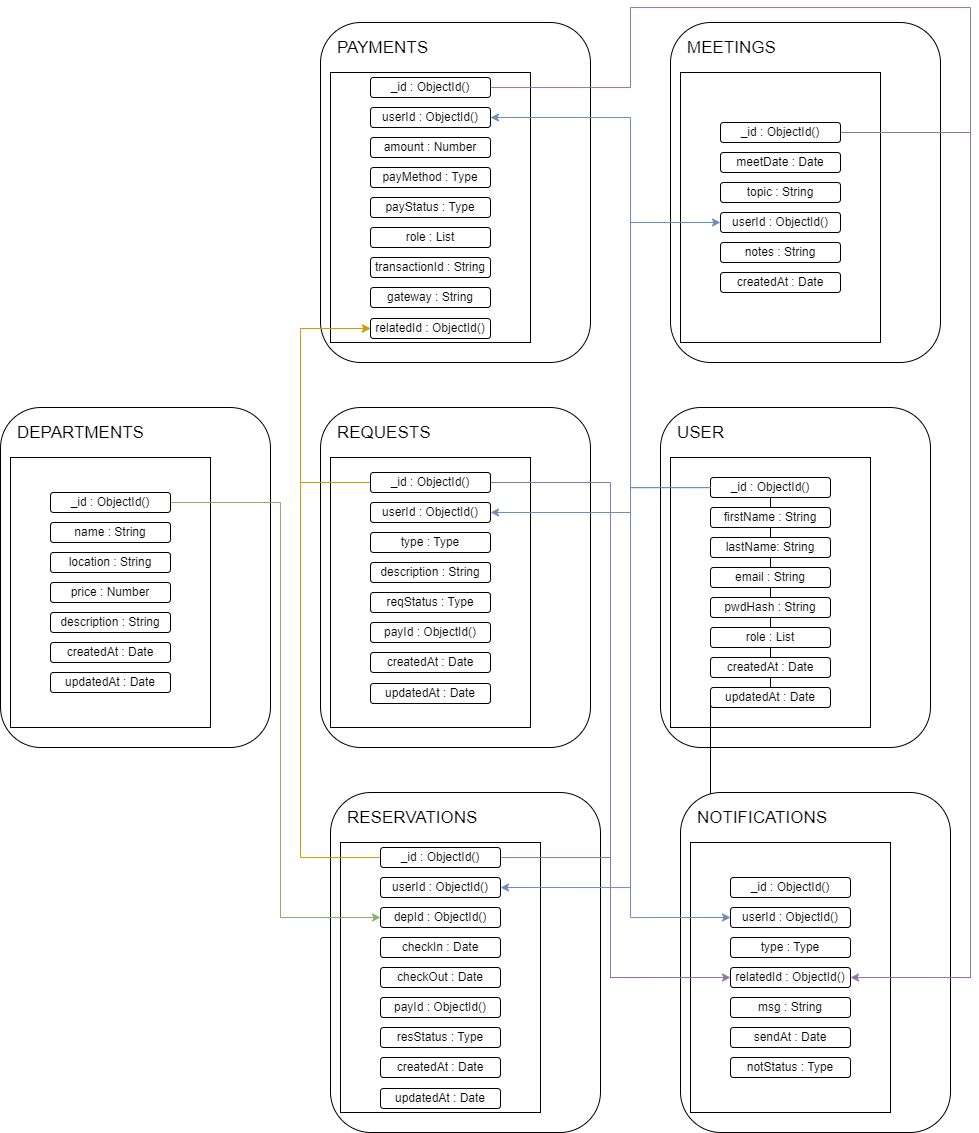 PAYMENTS
_id : ObjectId()
userId : ObjectId()
amount : Number
payMethod : Type
payStatus : Type
role : List
transactionId : String
gateway : String
relatedId : ObjectId()
MEETINGS
_id : ObjectId()
meetDate : Date
topic : String
userId : ObjectId()
notes : String
createdAt : Date
DEPARTMENTS
_id : ObjectId()
name : String
location : String
price : Number
description : String
createdAt : Date
updatedAt : Date
REQUESTS
_id : ObjectId()
userId : ObjectId()
type : Type
description : String
reqStatus : Type
payId : ObjectId()
createdAt : Date
updatedAt : Date
USER
_id : ObjectId()
firstName : String
lastName: String
email : String
pwdHash : String
role : List
createdAt : Date
updatedAt : Date
RESERVATIONS
_id : ObjectId()
userId : ObjectId()
depId : ObjectId()
checkIn : Date
checkOut : Date
payId : ObjectId()
resStatus : Type
createdAt : Date
updatedAt : Date
NOTIFICATIONS
_id : ObjectId()
userId : ObjectId()
type : Type
relatedId : ObjectId()
msg : String
sendAt : Date
notStatus : Type